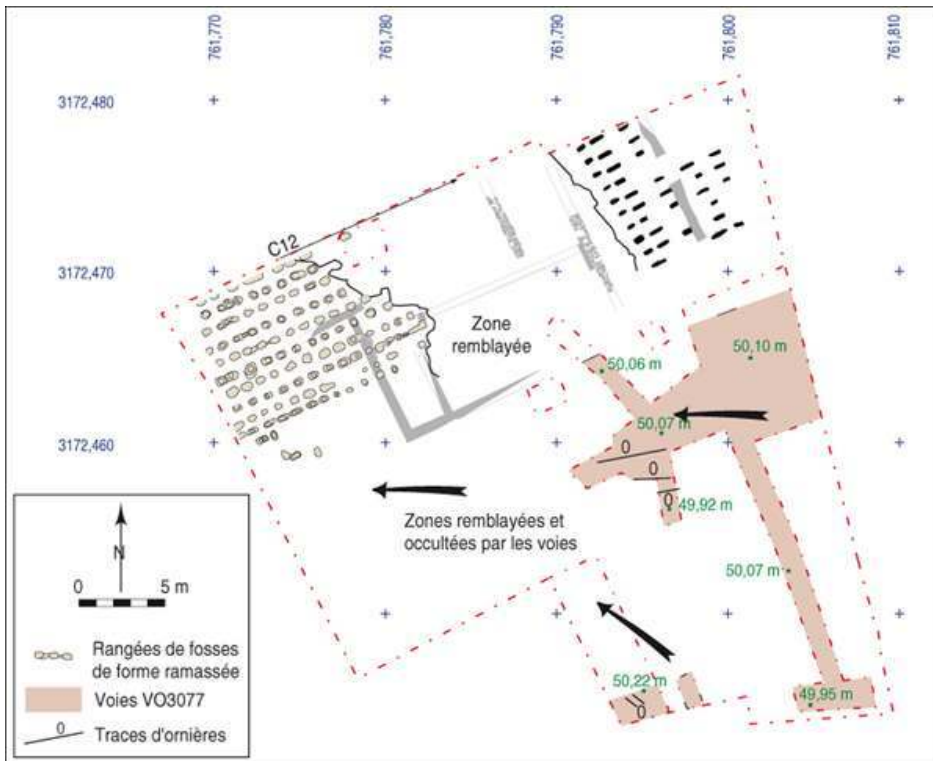 761,770
761,780
761,790
761,800
761,810
3172,480
3172,470
3172,460
C12
Zone
remblayée
50,10 m
50,06 m
50,07 m
0
0
0
49,92 m
Zones remblayées et
occultées par les voies
50,07 m
50,22 m
0
49,95 m
N
0 5 m
Rangées de fosses
de forme ramassée
Voies VO3077
0
Traces d'ornières